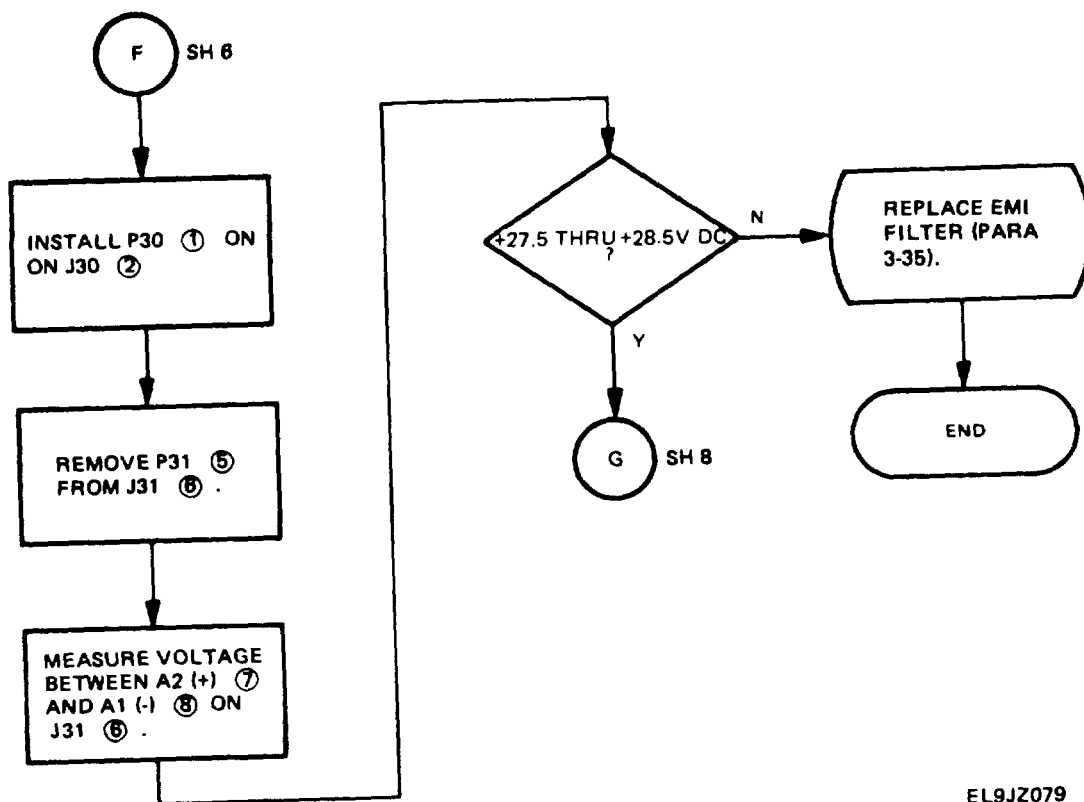 F
SH 6
INSTALL P30 ① ON
ON J30 ②
REMOVE P31 ⑤
FROM J31 ⑥ .
MEASURE VOLTAGE
BETWEEN A2 (+) ⑦
AND A1 (-) ⑧ ON
J31 ⑥ .
+27.5 THRU +28.5V DC
?
N
Y
REPLACE EMI
FILTER (PARA
3-35).
END
G
SH 8
EL9JZ079